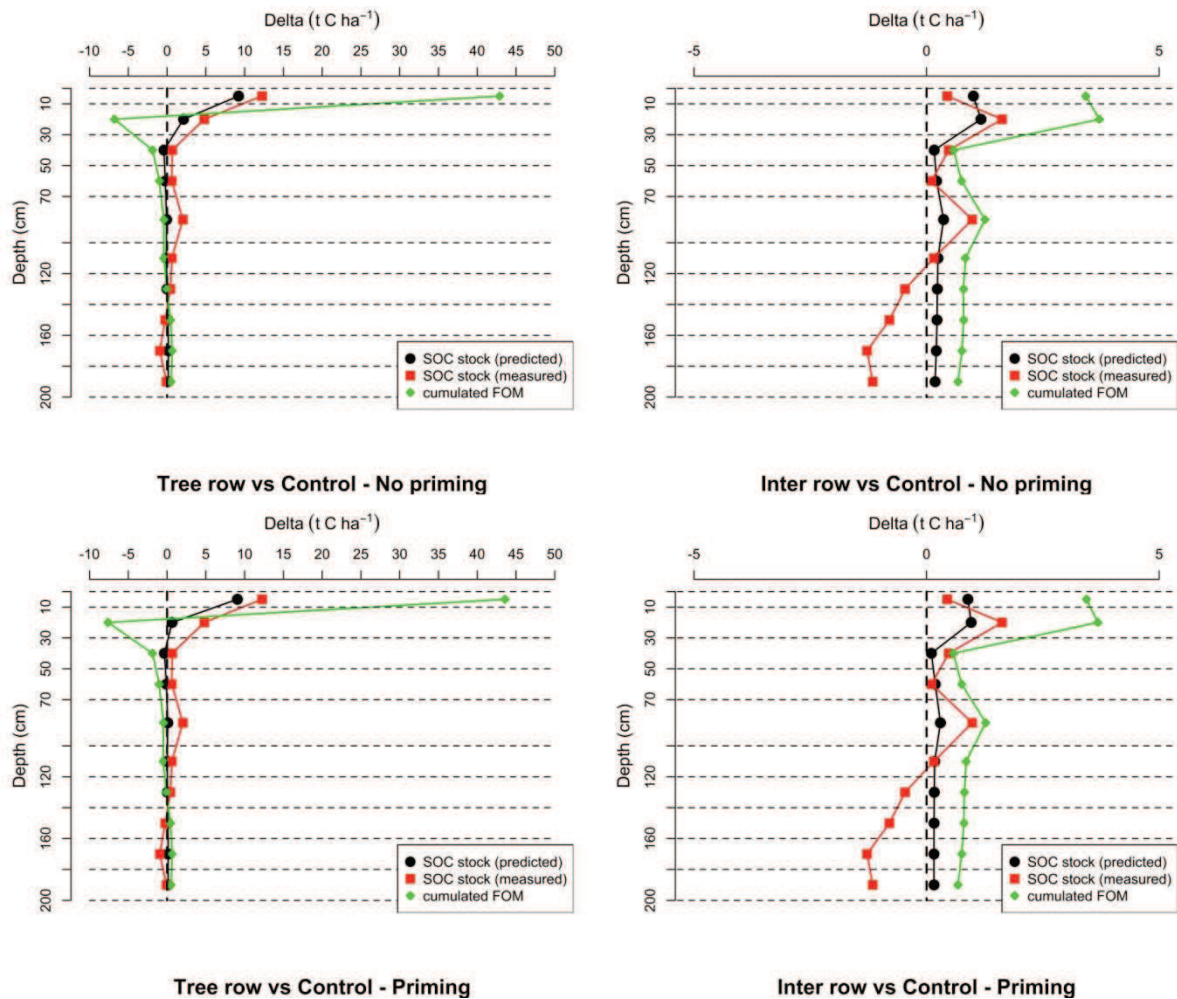 Delta (t C ha⁻¹)
-10 -5 0 5 10 15 20 25 30 35 40 45 50
Depth (cm)
10
30
50
70
120
160
200
SOC stock (predicted)
SOC stock (measured)
cumulated FOM
Tree row vs Control - No priming
Delta (t C ha⁻¹)
-5 0 5
Depth (cm)
10
30
50
70
120
160
200
SOC stock (predicted)
SOC stock (measured)
cumulated FOM
Inter row vs Control - No priming
Delta (t C ha⁻¹)
-10 -5 0 5 10 15 20 25 30 35 40 45 50
Depth (cm)
10
30
50
70
120
160
200
SOC stock (predicted)
SOC stock (measured)
cumulated FOM
Tree row vs Control - Priming
Delta (t C ha⁻¹)
-5 0 5
Depth (cm)
10
30
50
70
120
160
200
SOC stock (predicted)
SOC stock (measured)
cumulated FOM
Inter row vs Control - Priming